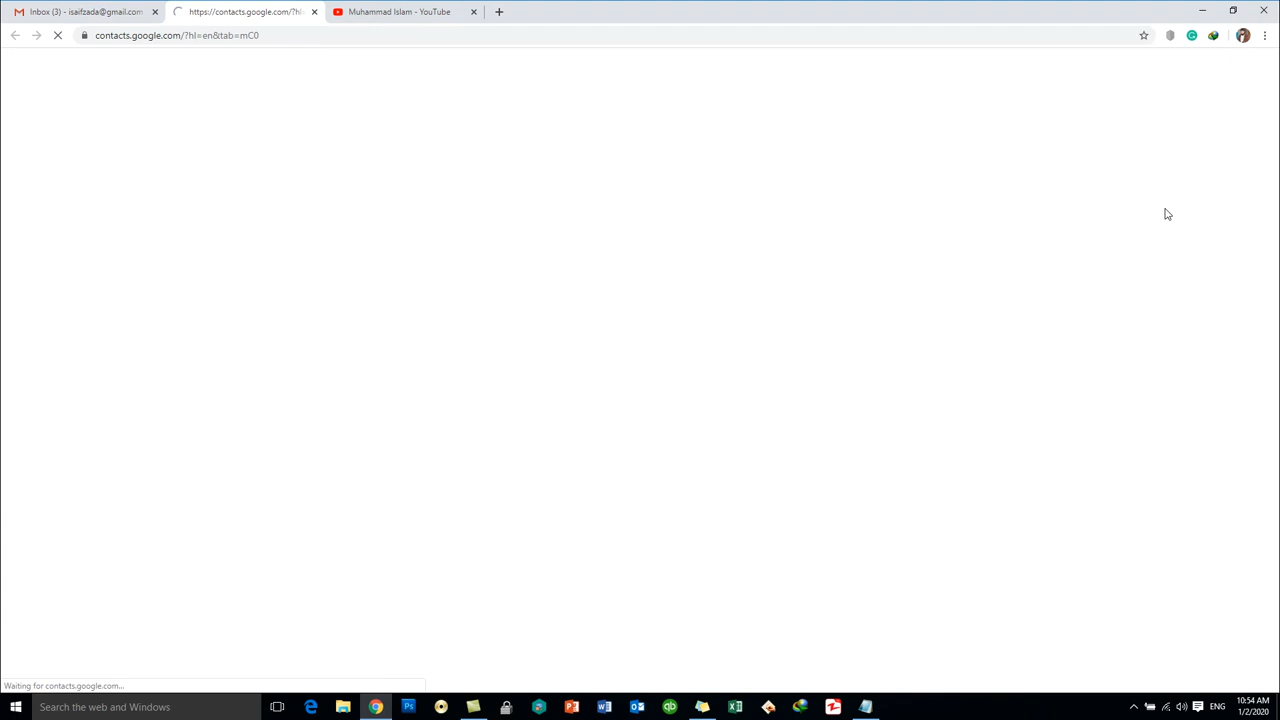 Inbox (3) - isaifzada@gmail.com
https://contacts.google.com/?hl
Muhammad Islam - YouTube
contacts.google.com/?hl=en&tab=mC0
Waiting for contacts.google.com...
Search the web and Windows
ENG
10:54 AM
1/2/2020